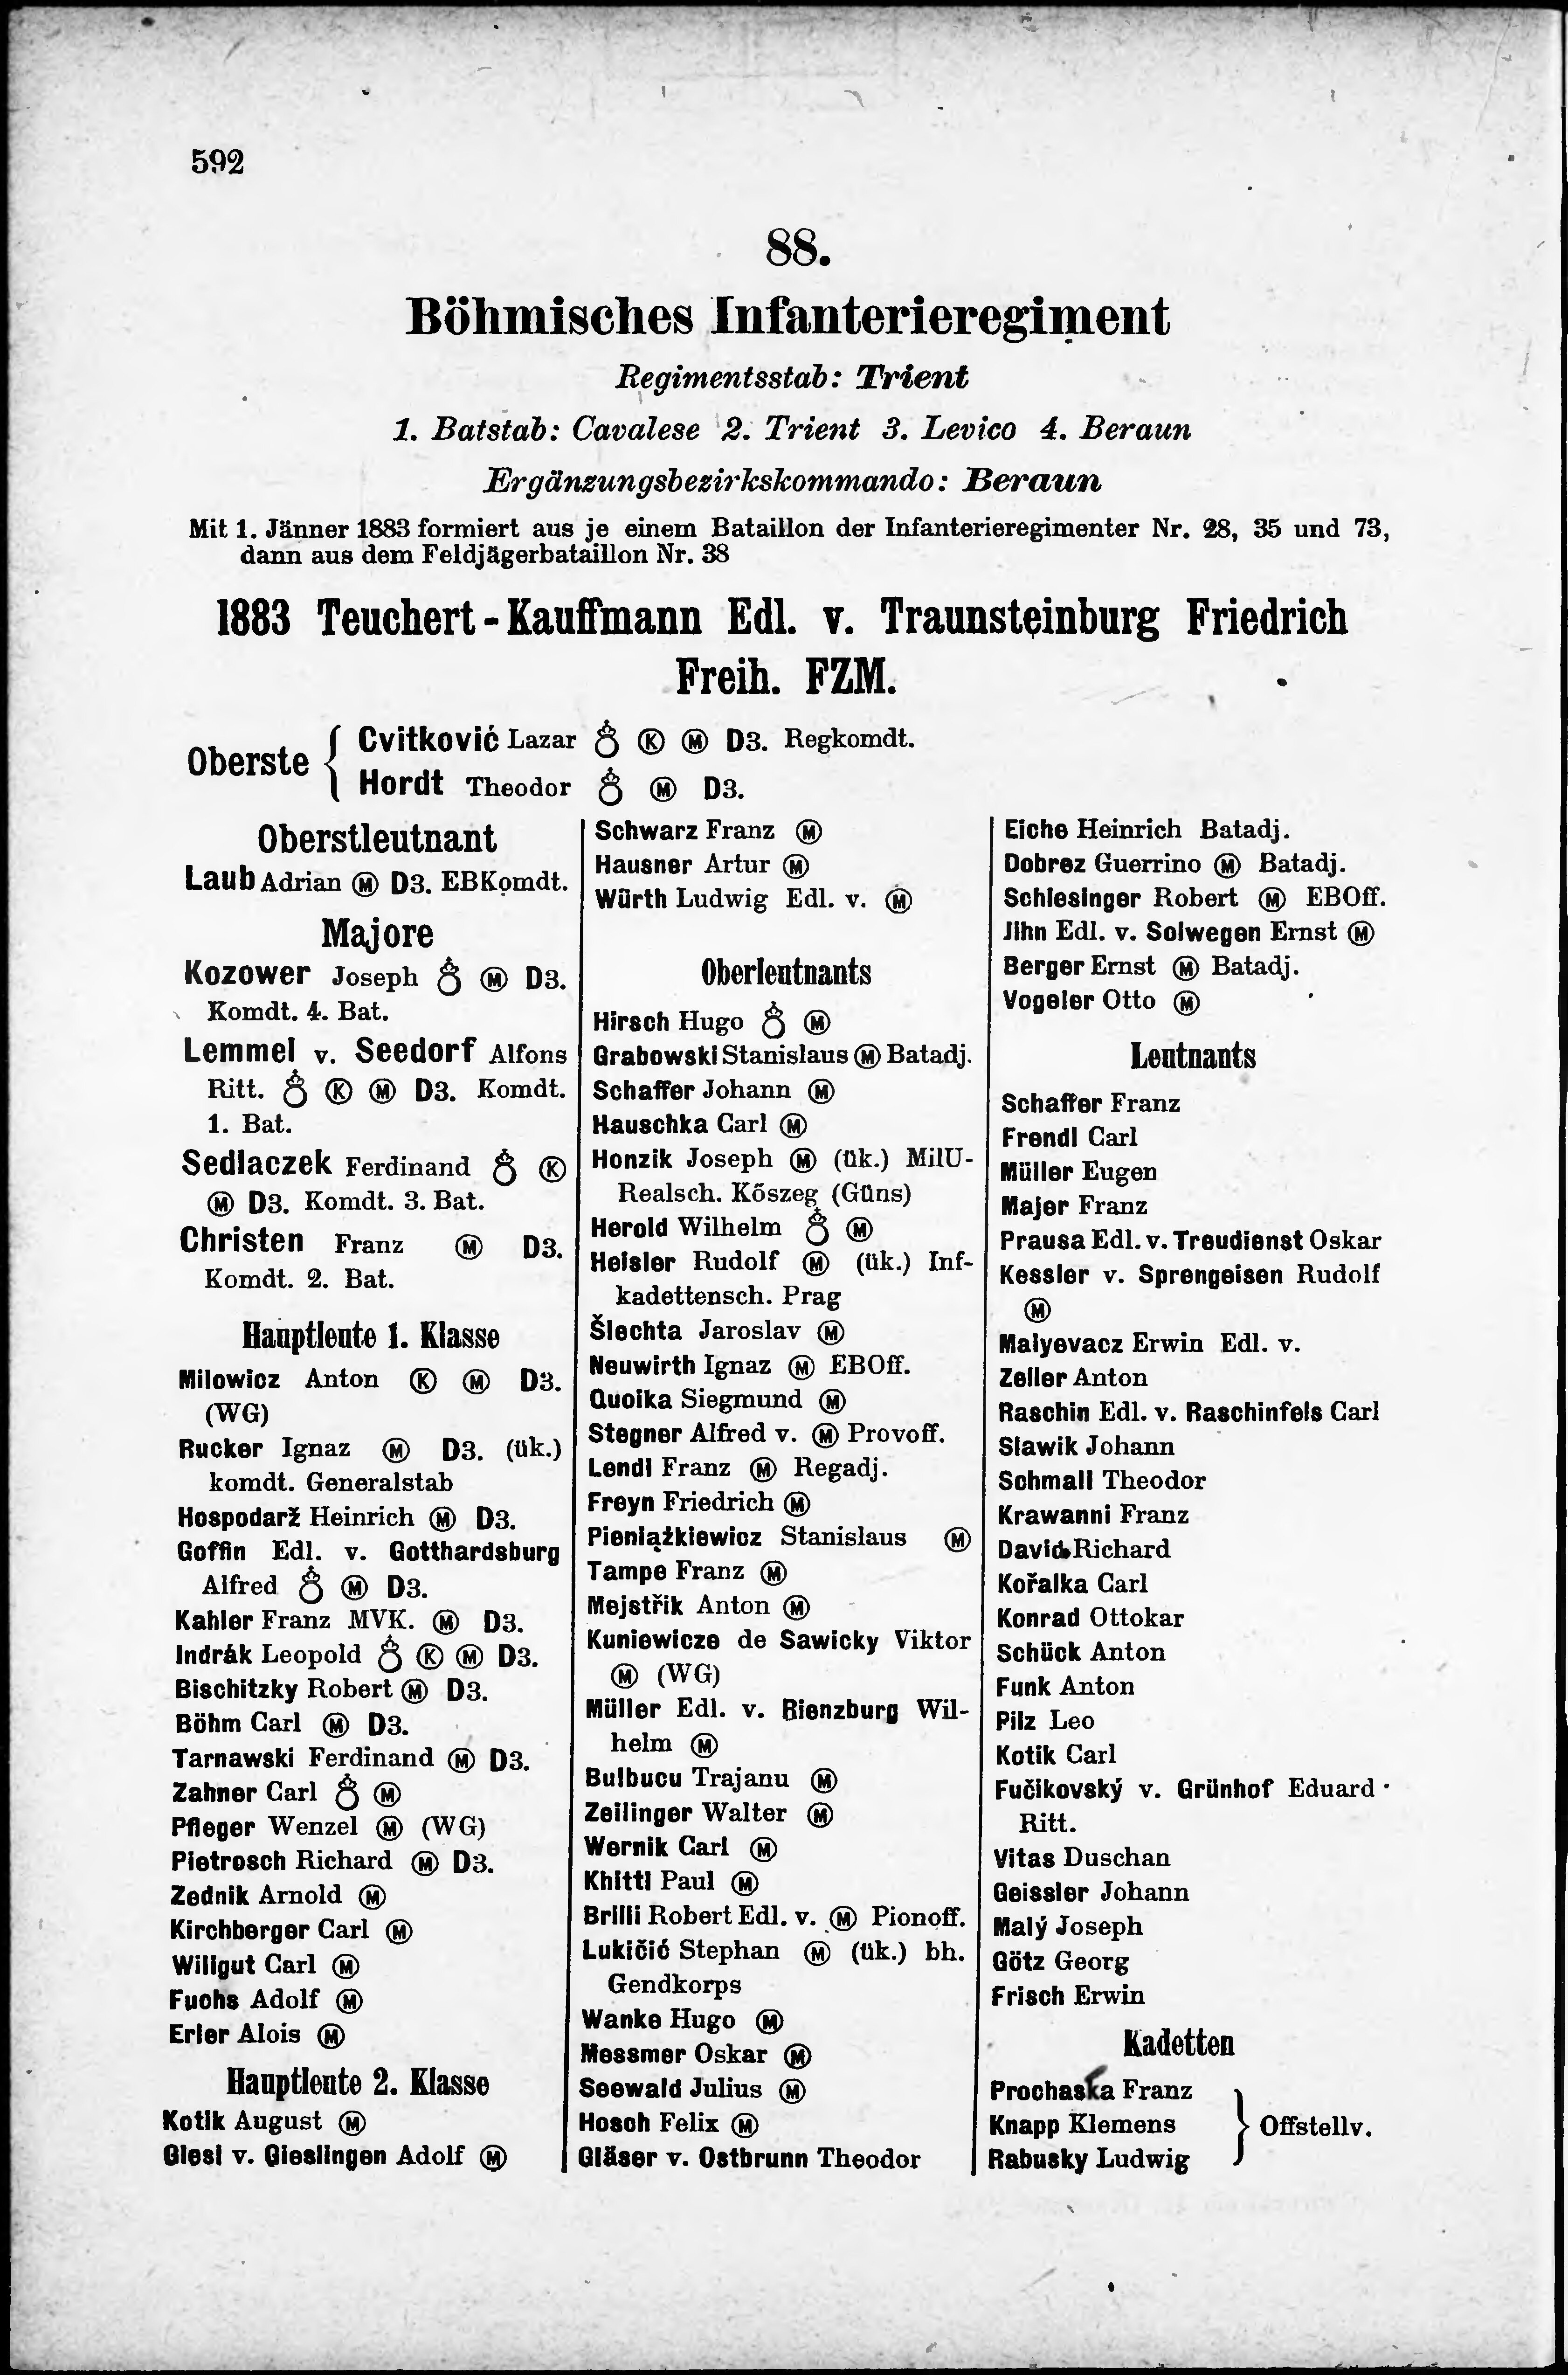 592
88.
Böhmisches Infanterieregiment
Regimentsstab: Trient
1. Batstab: Cavalese 2. Trient 3. Levico 4. Beraun
Ergänzungsbezirkskommando: Beraun
Mit 1. Jänner 1883 formiert aus je einem Bataillon der Infanterieregimenter Nr. 28, 35 und 73,
dann aus dem Feldjägerbataillon Nr. 38
1883 Teuchert-Kauffmann Edl. v. Traunsteinburg Friedrich
Freih. FZM.
Oberste { Cvitković Lazar Ⓚ Ⓜ D3. Regkomdt.
Hordt Theodor Ⓜ D3.
Oberstleutnant
Laub Adrian Ⓜ D3. EBKomdt.
Majore
Kozower Joseph Ⓜ D3.
Komdt. 4. Bat.
Lemmel v. Seedorf Alfons
Ritt. Ⓚ Ⓜ D3. Komdt.
1. Bat.
Sedlaczek Ferdinand Ⓚ
Ⓜ D3. Komdt. 3. Bat.
Christen Franz Ⓜ D3.
Komdt. 2. Bat.
Hauptleute 1. Klasse
Milowicz Anton Ⓚ Ⓜ D3.
(WG)
Rucker Ignaz Ⓜ D3. (ük.)
komdt. Generalstab
Hospodarž Heinrich Ⓜ D3.
Goffin Edl. v. Gotthardsburg
Alfred Ⓜ D3.
Kahler Franz MVK. Ⓜ D3.
Indrák Leopold Ⓚ Ⓜ D3.
Bischitzky Robert Ⓜ D3.
Böhm Carl Ⓜ D3.
Tarnawski Ferdinand Ⓜ D3.
Zahner Carl Ⓜ
Pfleger Wenzel Ⓜ (WG)
Pietrosch Richard Ⓜ D3.
Zednik Arnold Ⓜ
Kirchberger Carl Ⓜ
Willgut Carl Ⓜ
Fuchs Adolf Ⓜ
Erler Alois Ⓜ
Hauptleute 2. Klasse
Kotik August Ⓜ
Giesl v. Gieslingen Adolf Ⓜ
Schwarz Franz Ⓜ
Hausner Artur Ⓜ
Würth Ludwig Edl. v. Ⓜ
Oberleutnants
Hirsch Hugo Ⓜ
Grabowski Stanislaus Ⓜ Batadj.
Schaffer Johann Ⓜ
Hauschka Carl Ⓜ
Honzik Joseph Ⓜ (ük.) MilU-
Realsch. Kőszeg (Güns)
Herold Wilhelm Ⓜ
Heisler Rudolf Ⓜ (ük.) Inf-
kadettensch. Prag
Šlechta Jaroslav Ⓜ
Neuwirth Ignaz Ⓜ EBOff.
Quoika Siegmund Ⓜ
Stegner Alfred v. Ⓜ Provoff.
Lendl Franz Ⓜ Regadj.
Freyn Friedrich Ⓜ
Pieniążkiewicz Stanislaus Ⓜ
Tampe Franz Ⓜ
Mejstřik Anton Ⓜ
Kuniewicze de Sawicky Viktor
Ⓜ (WG)
Müller Edl. v. Bienzburg Wil-
helm Ⓜ
Bulbucu Trajanu Ⓜ
Zeilinger Walter Ⓜ
Wernik Carl Ⓜ
Khittl Paul Ⓜ
Brilli Robert Edl. v. Ⓜ Pionoff.
Lukičić Stephan Ⓜ (ük.) bh.
Gendkorps
Wanke Hugo Ⓜ
Messmer Oskar Ⓜ
Seewald Julius Ⓜ
Hosch Felix Ⓜ
Gläser v. Ostbrunn Theodor
Eiche Heinrich Batadj.
Dobrez Guerrino Ⓜ Batadj.
Schlesinger Robert Ⓜ EBOff.
Jihn Edl. v. Solwegen Ernst Ⓜ
Berger Ernst Ⓜ Batadj.
Vogeler Otto Ⓜ
Leutnants
Schaffer Franz
Frendl Carl
Müller Eugen
Majer Franz
Prausa Edl. v. Treudienst Oskar
Kessler v. Sprengeisen Rudolf
Ⓜ
Malyevacz Erwin Edl. v.
Zeller Anton
Raschin Edl. v. Raschinfels Carl
Slawik Johann
Schmall Theodor
Krawanni Franz
David Richard
Kořalka Carl
Konrad Ottokar
Schück Anton
Funk Anton
Pilz Leo
Kotik Carl
Fučikovský v. Grünhof Eduard
Ritt.
Vitas Duschan
Geissler Johann
Malý Joseph
Götz Georg
Frisch Erwin
Kadetten
Prochaska Franz
Knapp Klemens } Offstellv.
Rabusky Ludwig